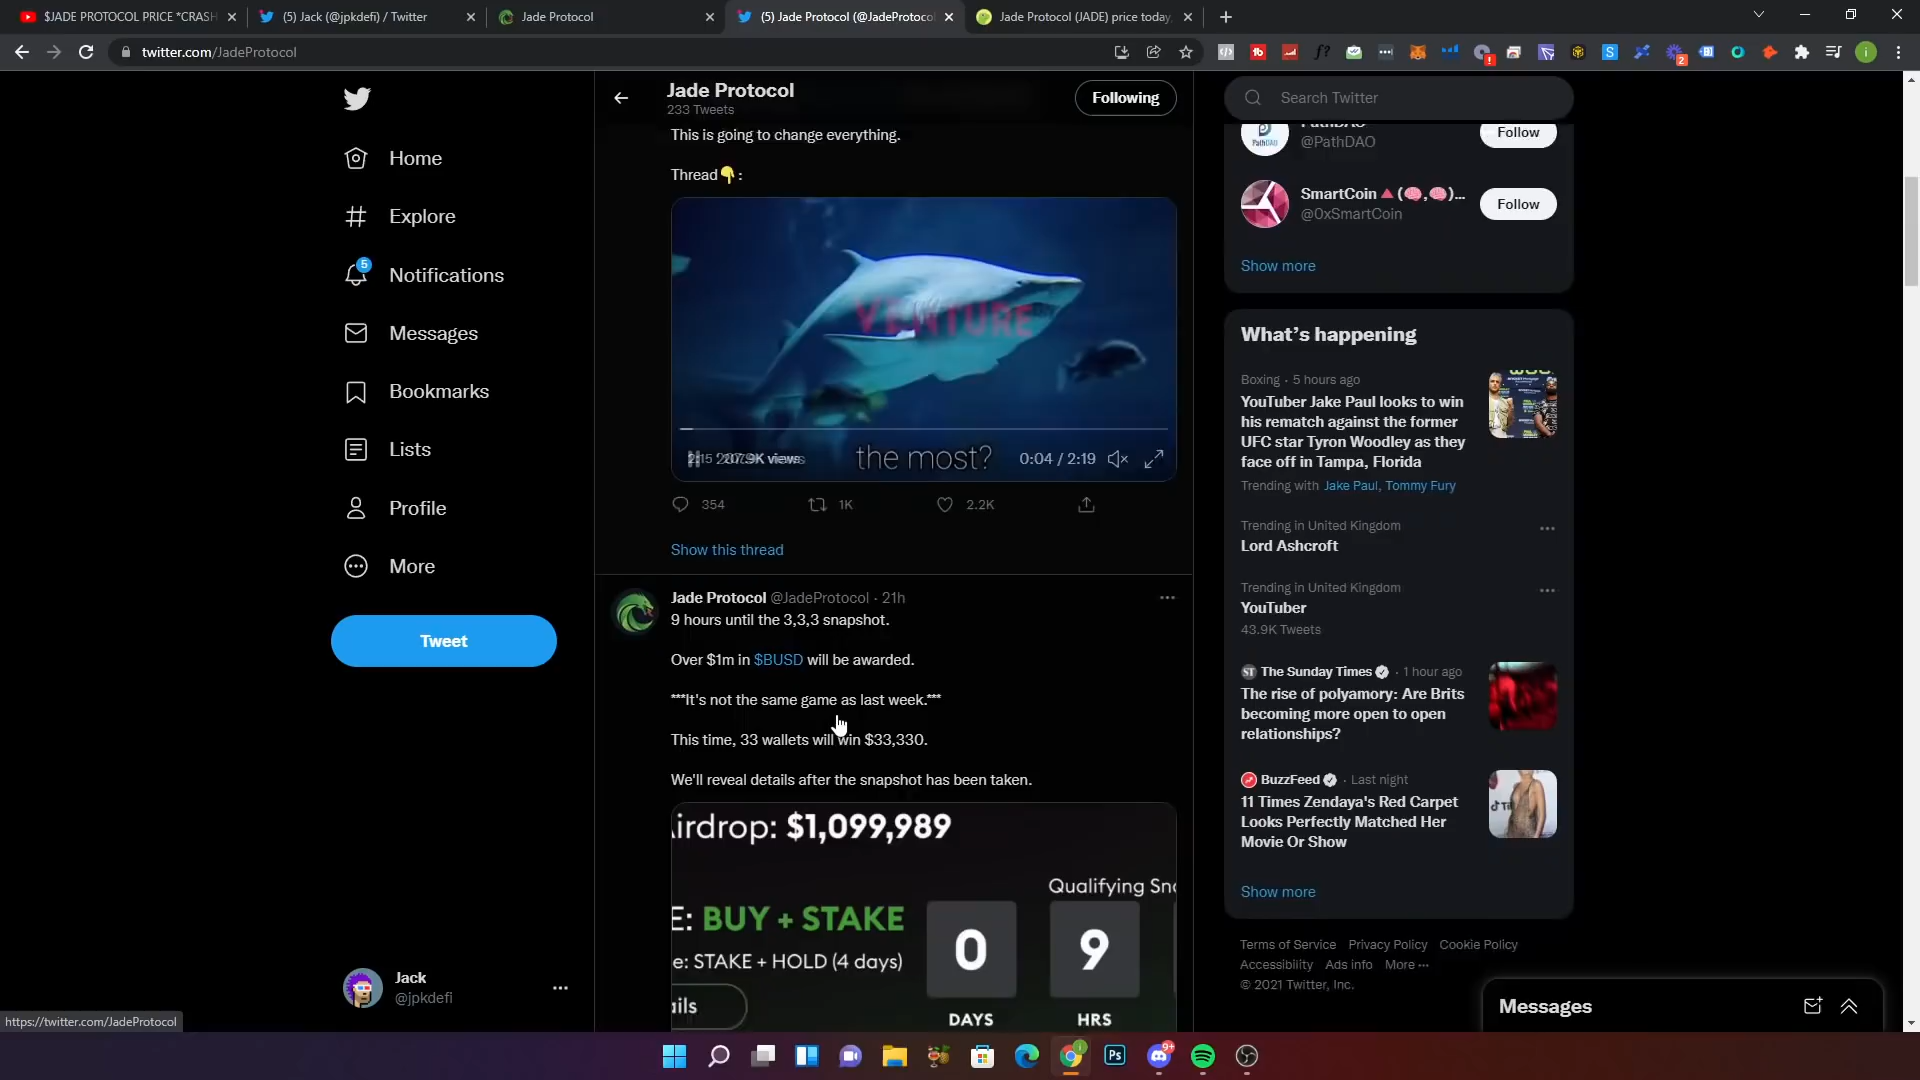 $JADE PROTOCOL PRICE *CRASH
(5) Jack (@jpkdefi) / Twitter
Jade Protocol
(5) Jade Protocol (@JadeProtoco
Jade Protocol (JADE) price today,
twitter.com/JadeProtocol
Home
Explore
5
Notifications
Messages
Bookmarks
Lists
Profile
More
Tweet
Jack
@jpkdefi
https://twitter.com/JadeProtocol
Jade Protocol
233 Tweets
Following
This is going to change everything.
Thread👇:
VENTURE
207.9K views
the most?
0:04 / 2:19
354
1K
2.2K
Show this thread
Jade Protocol @JadeProtocol · 21h
9 hours until the 3,3,3 snapshot.
Over $1m in $BUSD will be awarded.
***It's not the same game as last week.***
This time, 33 wallets will win $33,330.
We'll reveal details after the snapshot has been taken.
irdrop: $1,099,989
Qualifying Sn
E: BUY + STAKE
e: STAKE + HOLD (4 days)
ails
0
9
DAYS
HRS
Search Twitter
PathDAO
@PathDAO
Follow
SmartCoin🔺(🧠,🧠)...
@0xSmartCoin
Follow
Show more
What's happening
Boxing · 5 hours ago
YouTuber Jake Paul looks to win
his rematch against the former
UFC star Tyron Woodley as they
face off in Tampa, Florida
Trending with Jake Paul, Tommy Fury
Trending in United Kingdom
Lord Ashcroft
Trending in United Kingdom
YouTuber
43.9K Tweets
The Sunday Times · 1 hour ago
The rise of polyamory: Are Brits
becoming more open to open
relationships?
BuzzFeed · Last night
11 Times Zendaya's Red Carpet
Looks Perfectly Matched Her
Movie Or Show
Show more
Terms of Service Privacy Policy Cookie Policy
Accessibility Ads info More ···
© 2021 Twitter, Inc.
Messages
Ps
9+